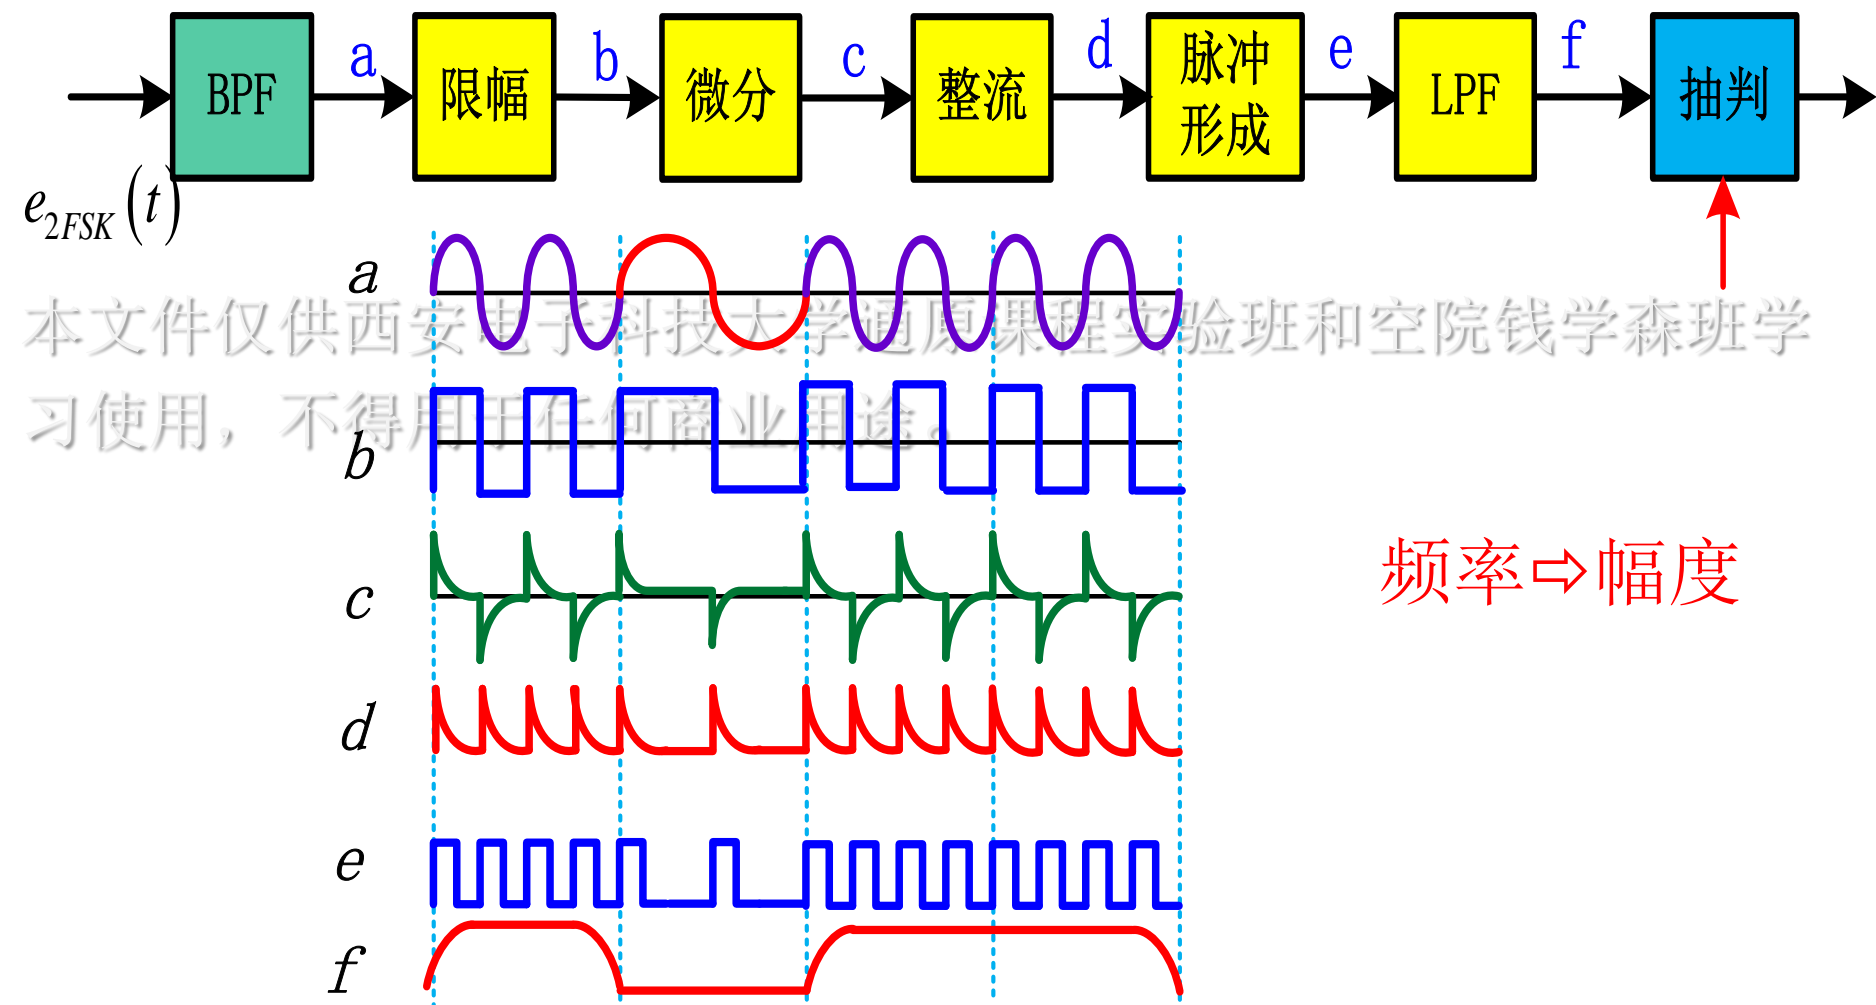 a b c d e f
BPF 限幅 微分 整流 脉冲形成 LPF 抽判
e2FSK(t)
a
本文件仅供西安电子科技大学通原课程实验班和空院钱学森班学
习使用，不得用于任何商业用途。
b
频率⇨幅度
c
d
e
f